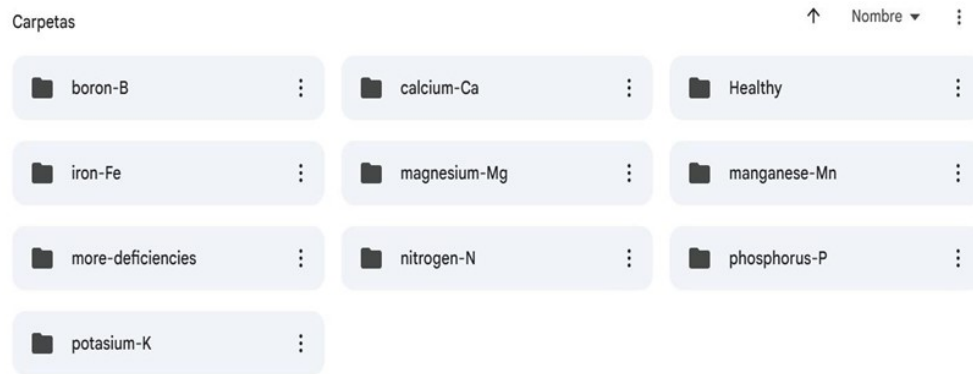 Carpetas
Nombre
boron-B
calcium-Ca
Healthy
iron-Fe
magnesium-Mg
manganese-Mn
more-deficiencies
nitrogen-N
phosphorus-P
potasium-K